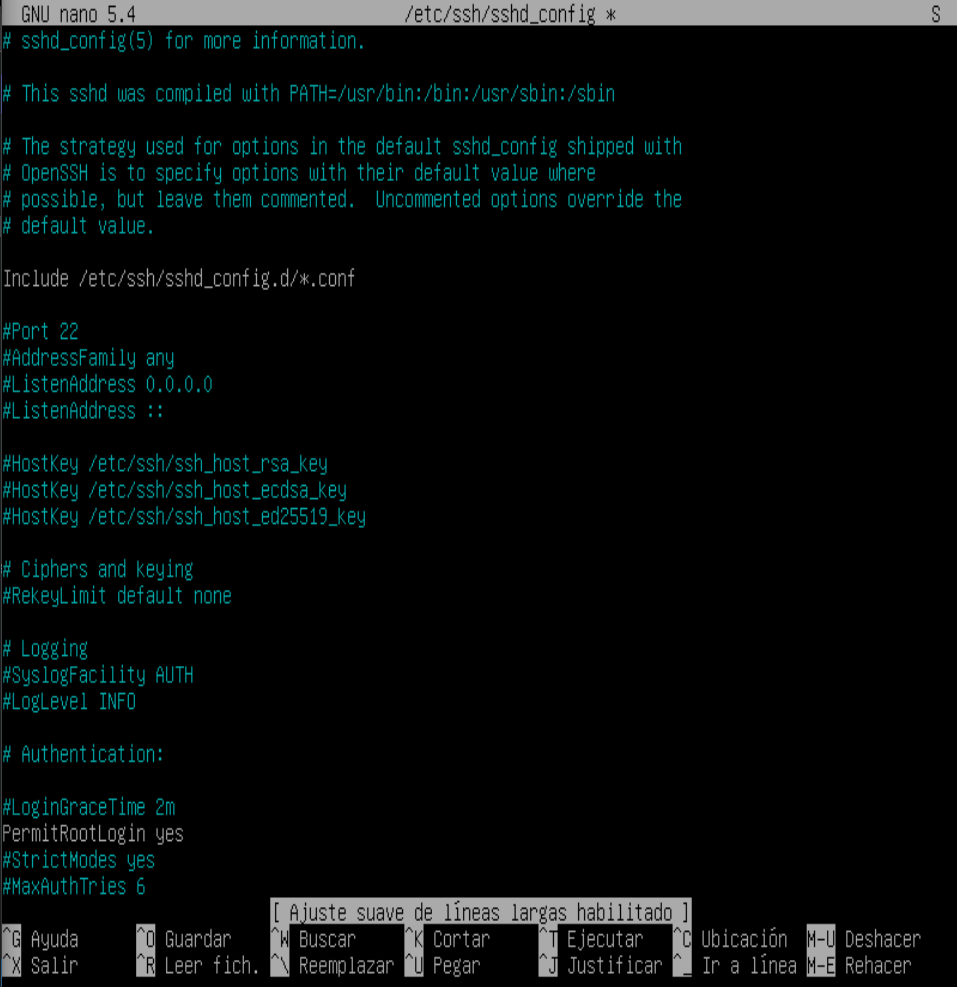 GNU nano 5.4 /etc/ssh/sshd_config * S
# sshd_config(5) for more information.
# This sshd was compiled with PATH=/usr/bin:/bin:/usr/sbin:/sbin
# The strategy used for options in the default sshd_config shipped with
# OpenSSH is to specify options with their default value where
# possible, but leave them commented.  Uncommented options override the
# default value.
Include /etc/ssh/sshd_config.d/*.conf
#Port 22
#AddressFamily any
#ListenAddress 0.0.0.0
#ListenAddress ::
#HostKey /etc/ssh/ssh_host_rsa_key
#HostKey /etc/ssh/ssh_host_ecdsa_key
#HostKey /etc/ssh/ssh_host_ed25519_key
# Ciphers and keying
#RekeyLimit default none
# Logging
#SyslogFacility AUTH
#LogLevel INFO
# Authentication:
#LoginGraceTime 2m
PermitRootLogin yes
#StrictModes yes
#MaxAuthTries 6
[ Ajuste suave de líneas largas habilitado ]
^G Ayuda ^O Guardar ^W Buscar ^K Cortar ^T Ejecutar ^C Ubicación M-U Deshacer
^X Salir ^R Leer fich. ^\ Reemplazar ^U Pegar ^J Justificar ^_ Ir a línea M-E Rehacer